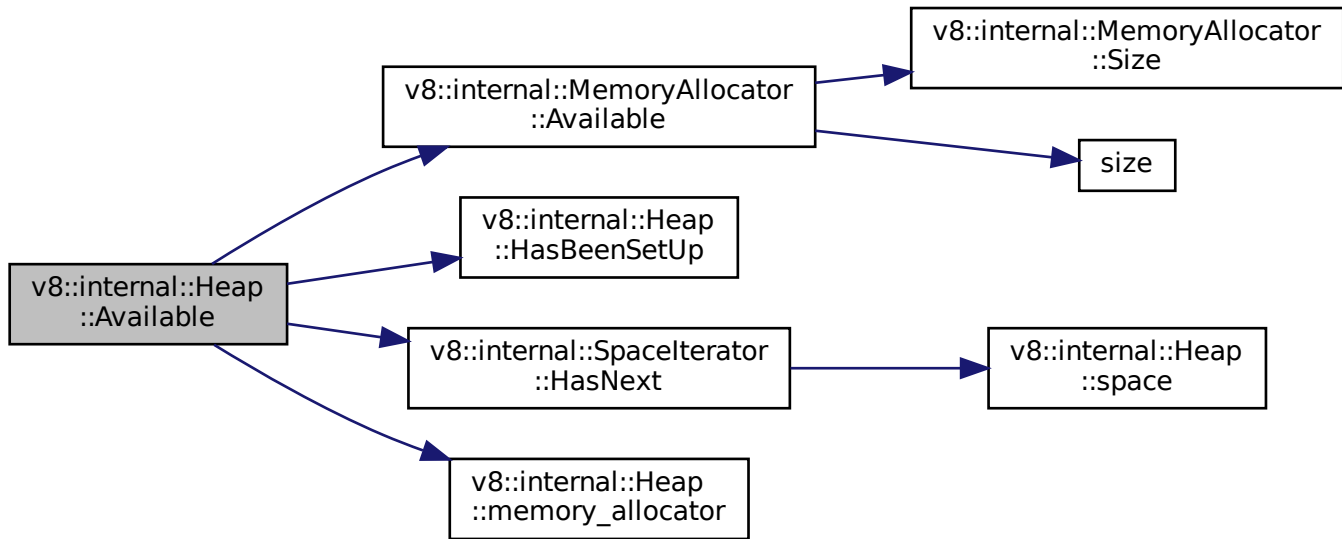 v8::internal::MemoryAllocator
::Size
v8::internal::MemoryAllocator
::Available
size
v8::internal::Heap
::HasBeenSetUp
v8::internal::Heap
::Available
v8::internal::SpaceIterator
::HasNext
v8::internal::Heap
::space
v8::internal::Heap
::memory_allocator